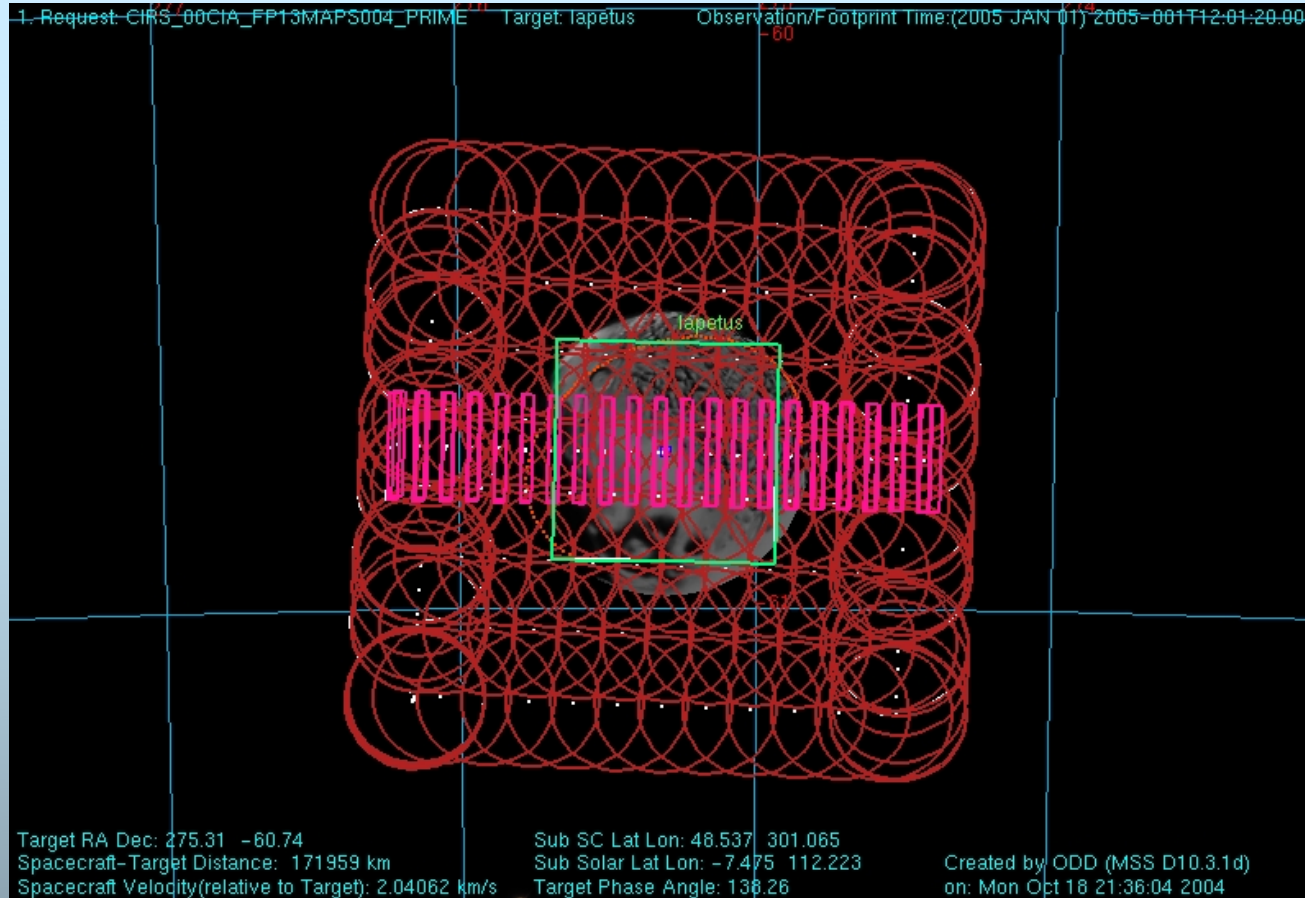 1. Request: CIRS_00CIA_FP13MAPS004_PRIME Target: Iapetus Observation/Footprint Time:(2005 JAN 01) 2005-001T12:01:20.00
277
274
-60
Iapetus
Target RA Dec: 275.31 -60.74
Spacecraft-Target Distance: 171959 km
Spacecraft Velocity(relative to Target): 2.04062 km/s
Sub SC Lat Lon: 48.537 301.065
Sub Solar Lat Lon: -7.475 112.223
Target Phase Angle: 138.26
Created by ODD (MSS D10.3.1d)
on: Mon Oct 18 21:36:04 2004